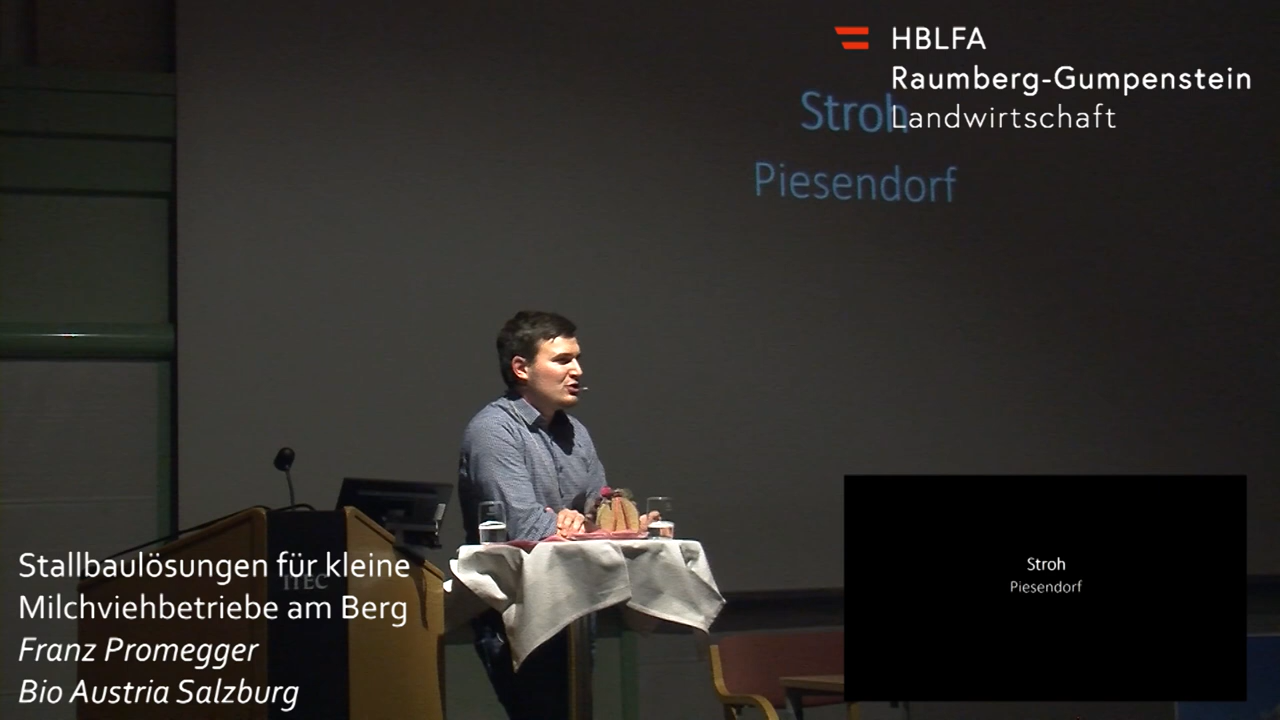 HBLFA
Raumberg-Gumpenstein
Landwirtschaft
Stroh
Piesendorf
ITEC
Stallbaulösungen für kleine
Milchviehbetriebe am Berg
Franz Promegger
Bio Austria Salzburg
Stroh
Piesendorf